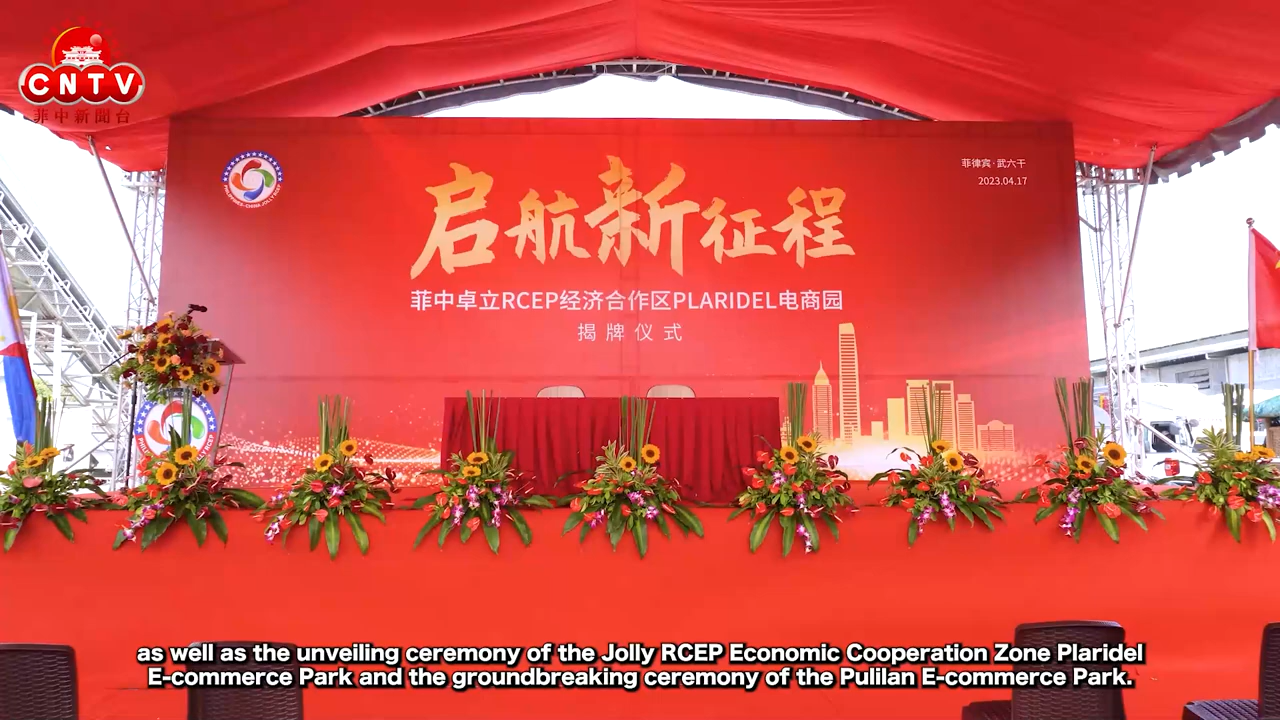 CNTV
菲中新聞台
菲律宾·武六干
2023.04.17
启航新征程
菲中卓立RCEP经济合作区PLARIDEL电商园
揭牌仪式
as well as the unveiling ceremony of the Jolly RCEP Economic Cooperation Zone Plaridel
E-commerce Park and the groundbreaking ceremony of the Pulilan E-commerce Park.